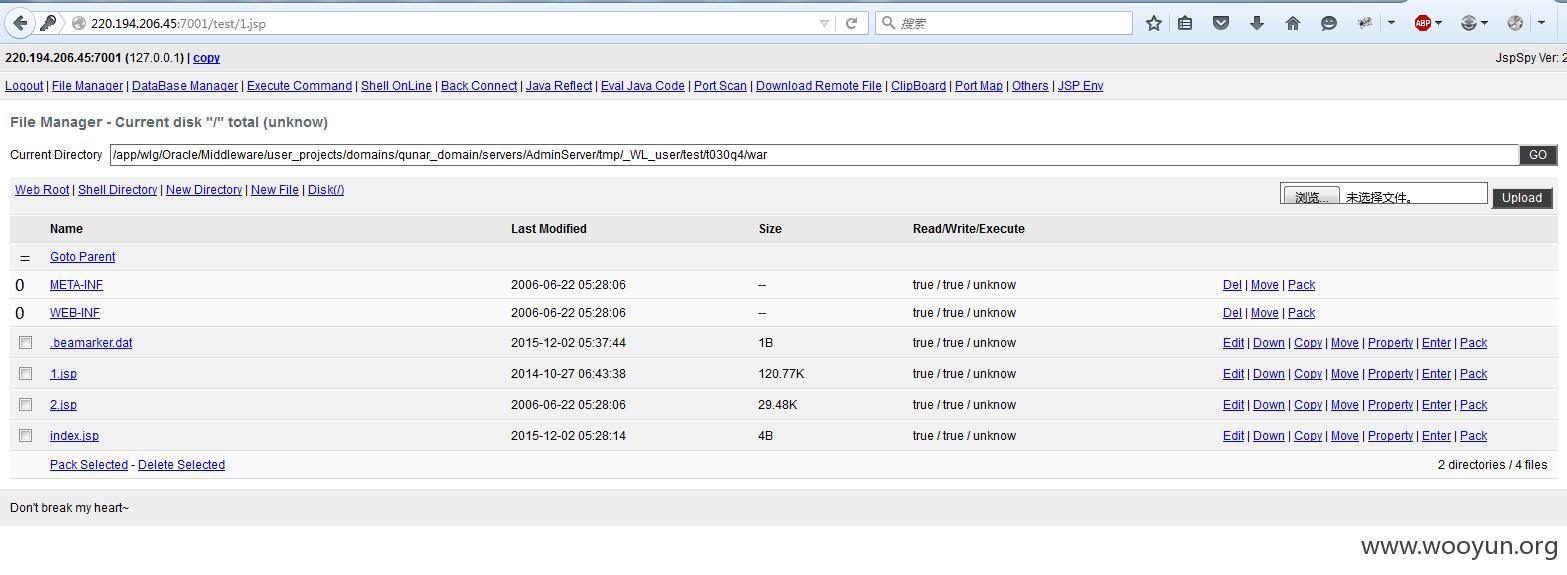 220.194.206.45:7001/test/1.jsp 搜索 ABP
220.194.206.45:7001 (127.0.0.1) | copy JspSpy Ver: 2
Logout | File Manager | DataBase Manager | Execute Command | Shell OnLine | Back Connect | Java Reflect | Eval Java Code | Port Scan | Download Remote File | ClipBoard | Port Map | Others | JSP Env
File Manager - Current disk "/" total (unknow)
Current Directory /app/wlg/Oracle/Middleware/user_projects/domains/qunar_domain/servers/AdminServer/tmp/_WL_user/test/t030q4/war GO
Web Root | Shell Directory | New Directory | New File | Disk(/) 浏览... 未选择文件。 Upload
Name Last Modified Size Read/Write/Execute
= Goto Parent
0 META-INF 2006-06-22 05:28:06 -- true / true / unknow Del | Move | Pack
0 WEB-INF 2006-06-22 05:28:06 -- true / true / unknow Del | Move | Pack
.beamarker.dat 2015-12-02 05:37:44 1B true / true / unknow Edit | Down | Copy | Move | Property | Enter | Pack
1.jsp 2014-10-27 06:43:38 120.77K true / true / unknow Edit | Down | Copy | Move | Property | Enter | Pack
2.jsp 2006-06-22 05:28:06 29.48K true / true / unknow Edit | Down | Copy | Move | Property | Enter | Pack
index.jsp 2015-12-02 05:28:14 4B true / true / unknow Edit | Down | Copy | Move | Property | Enter | Pack
Pack Selected - Delete Selected 2 directories / 4 files
Don't break my heart~
www.wooyun.org